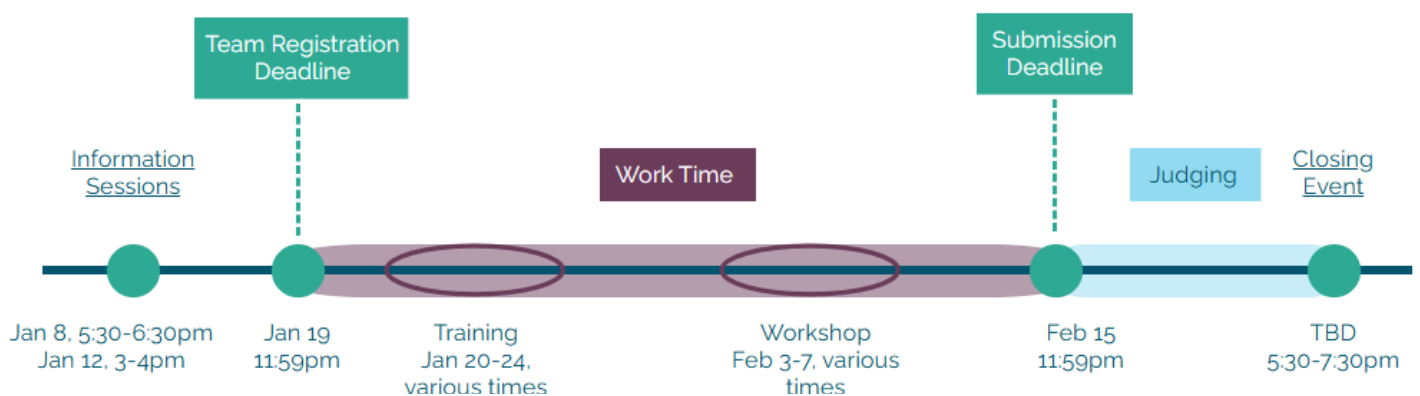 Team Registration
Deadline
Submission
Deadline
Information
Sessions
Work Time
Judging
Closing
Event
Jan 8, 5:30-6:30pm
Jan 12, 3-4pm
Jan 19
11:59pm
Training
Jan 20-24,
various times
Workshop
Feb 3-7, various
times
Feb 15
11:59pm
TBD
5:30-7:30pm